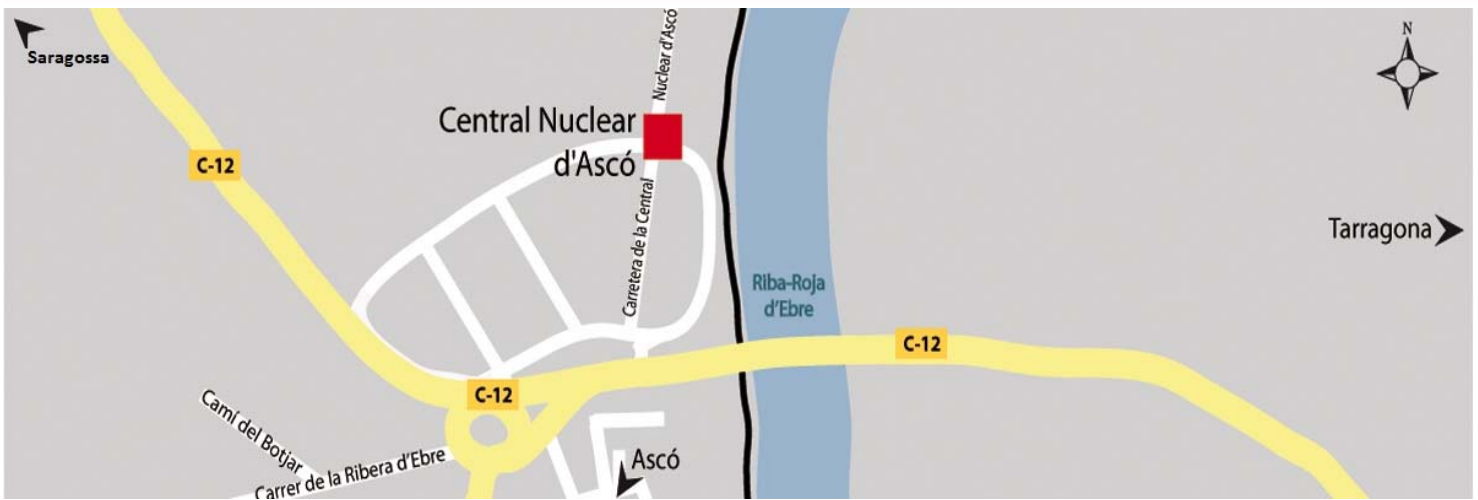 Saragossa
N
Nuclear d'Ascó
Central Nuclear
d'Ascó
C-12
Carretera de la Central
Tarragona
Riba-Roja
d'Ebre
C-12
C-12
Camí del Botjar
Carrer de la Ribera d'Ebre
Ascó